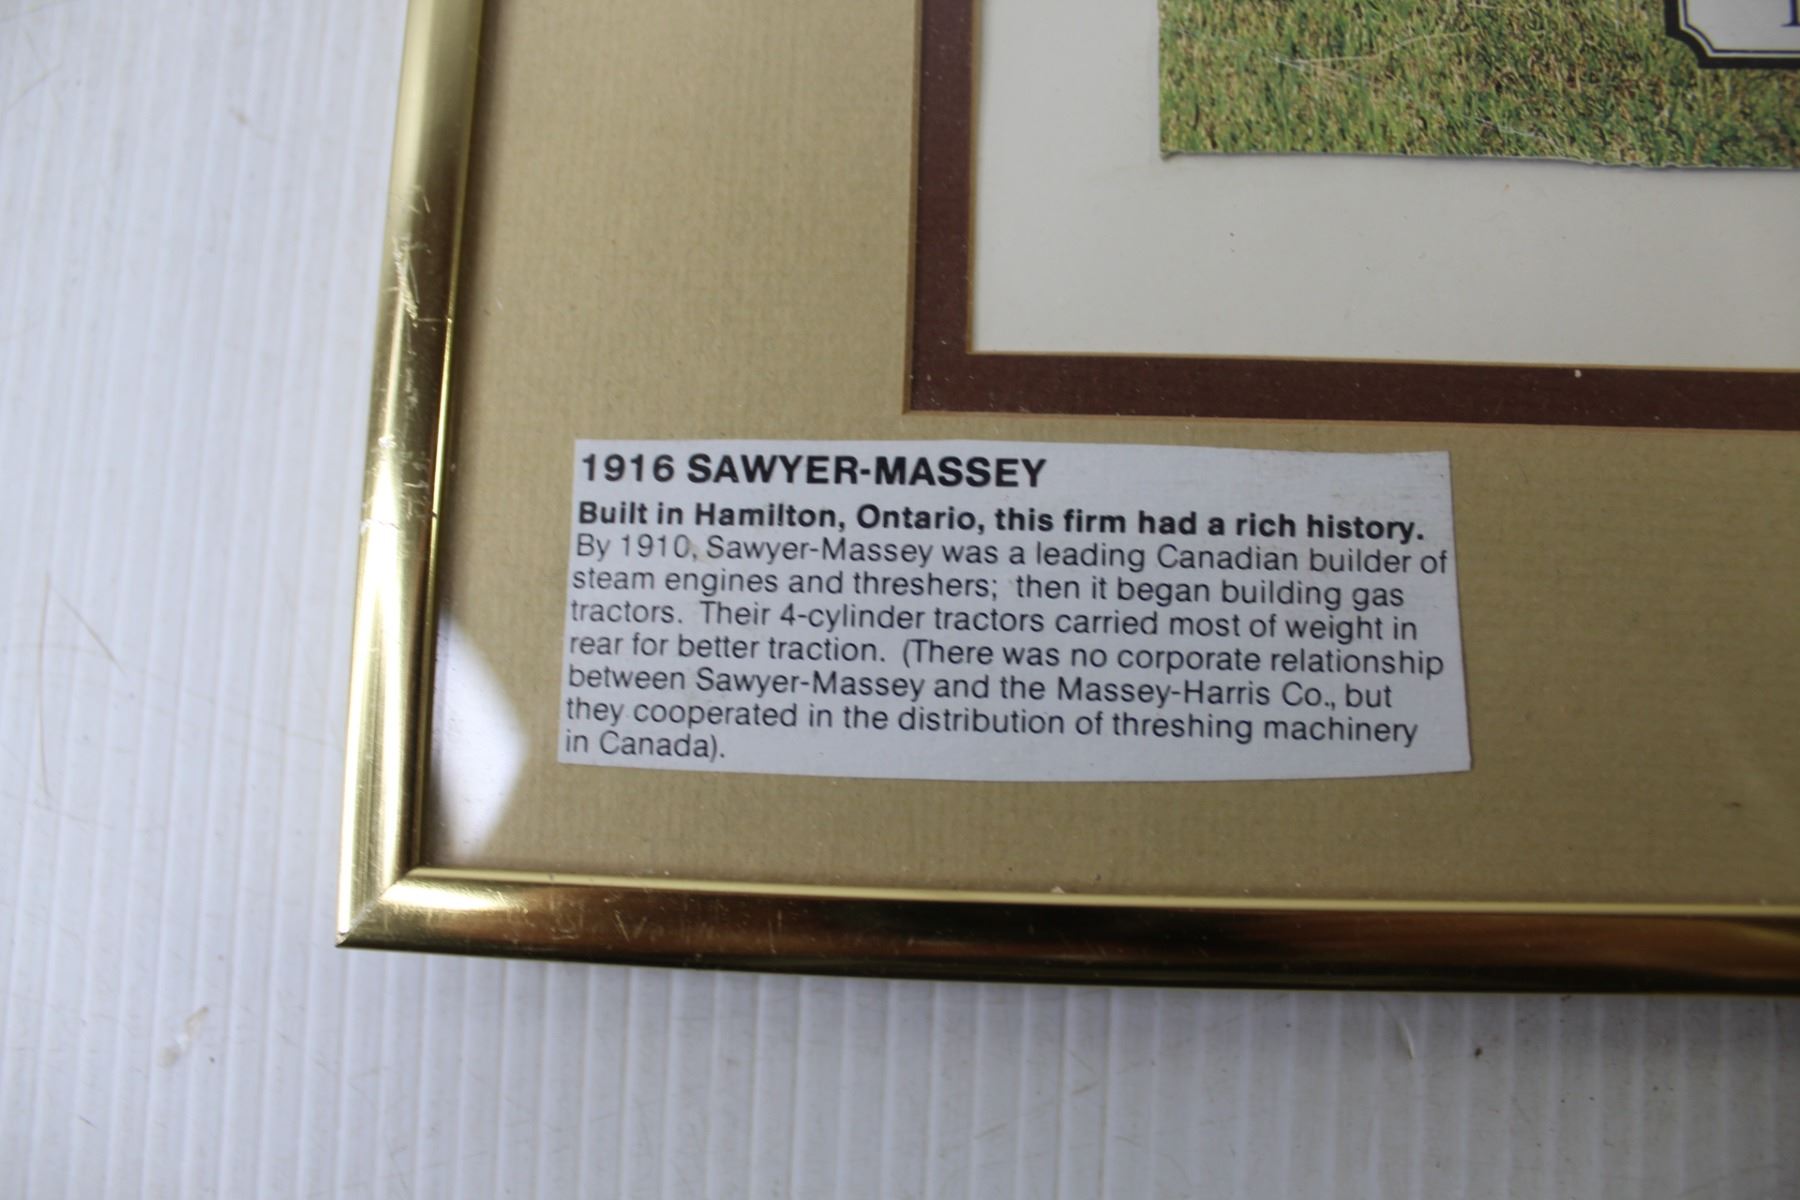 1916 SAWYER-MASSEY
Built in Hamilton, Ontario, this firm had a rich history.
By 1910, Sawyer-Massey was a leading Canadian builder of
steam engines and threshers; then it began building gas
tractors. Their 4-cylinder tractors carried most of weight in
rear for better traction. (There was no corporate relationship
between Sawyer-Massey and the Massey-Harris Co., but
they cooperated in the distribution of threshing machinery
in Canada).